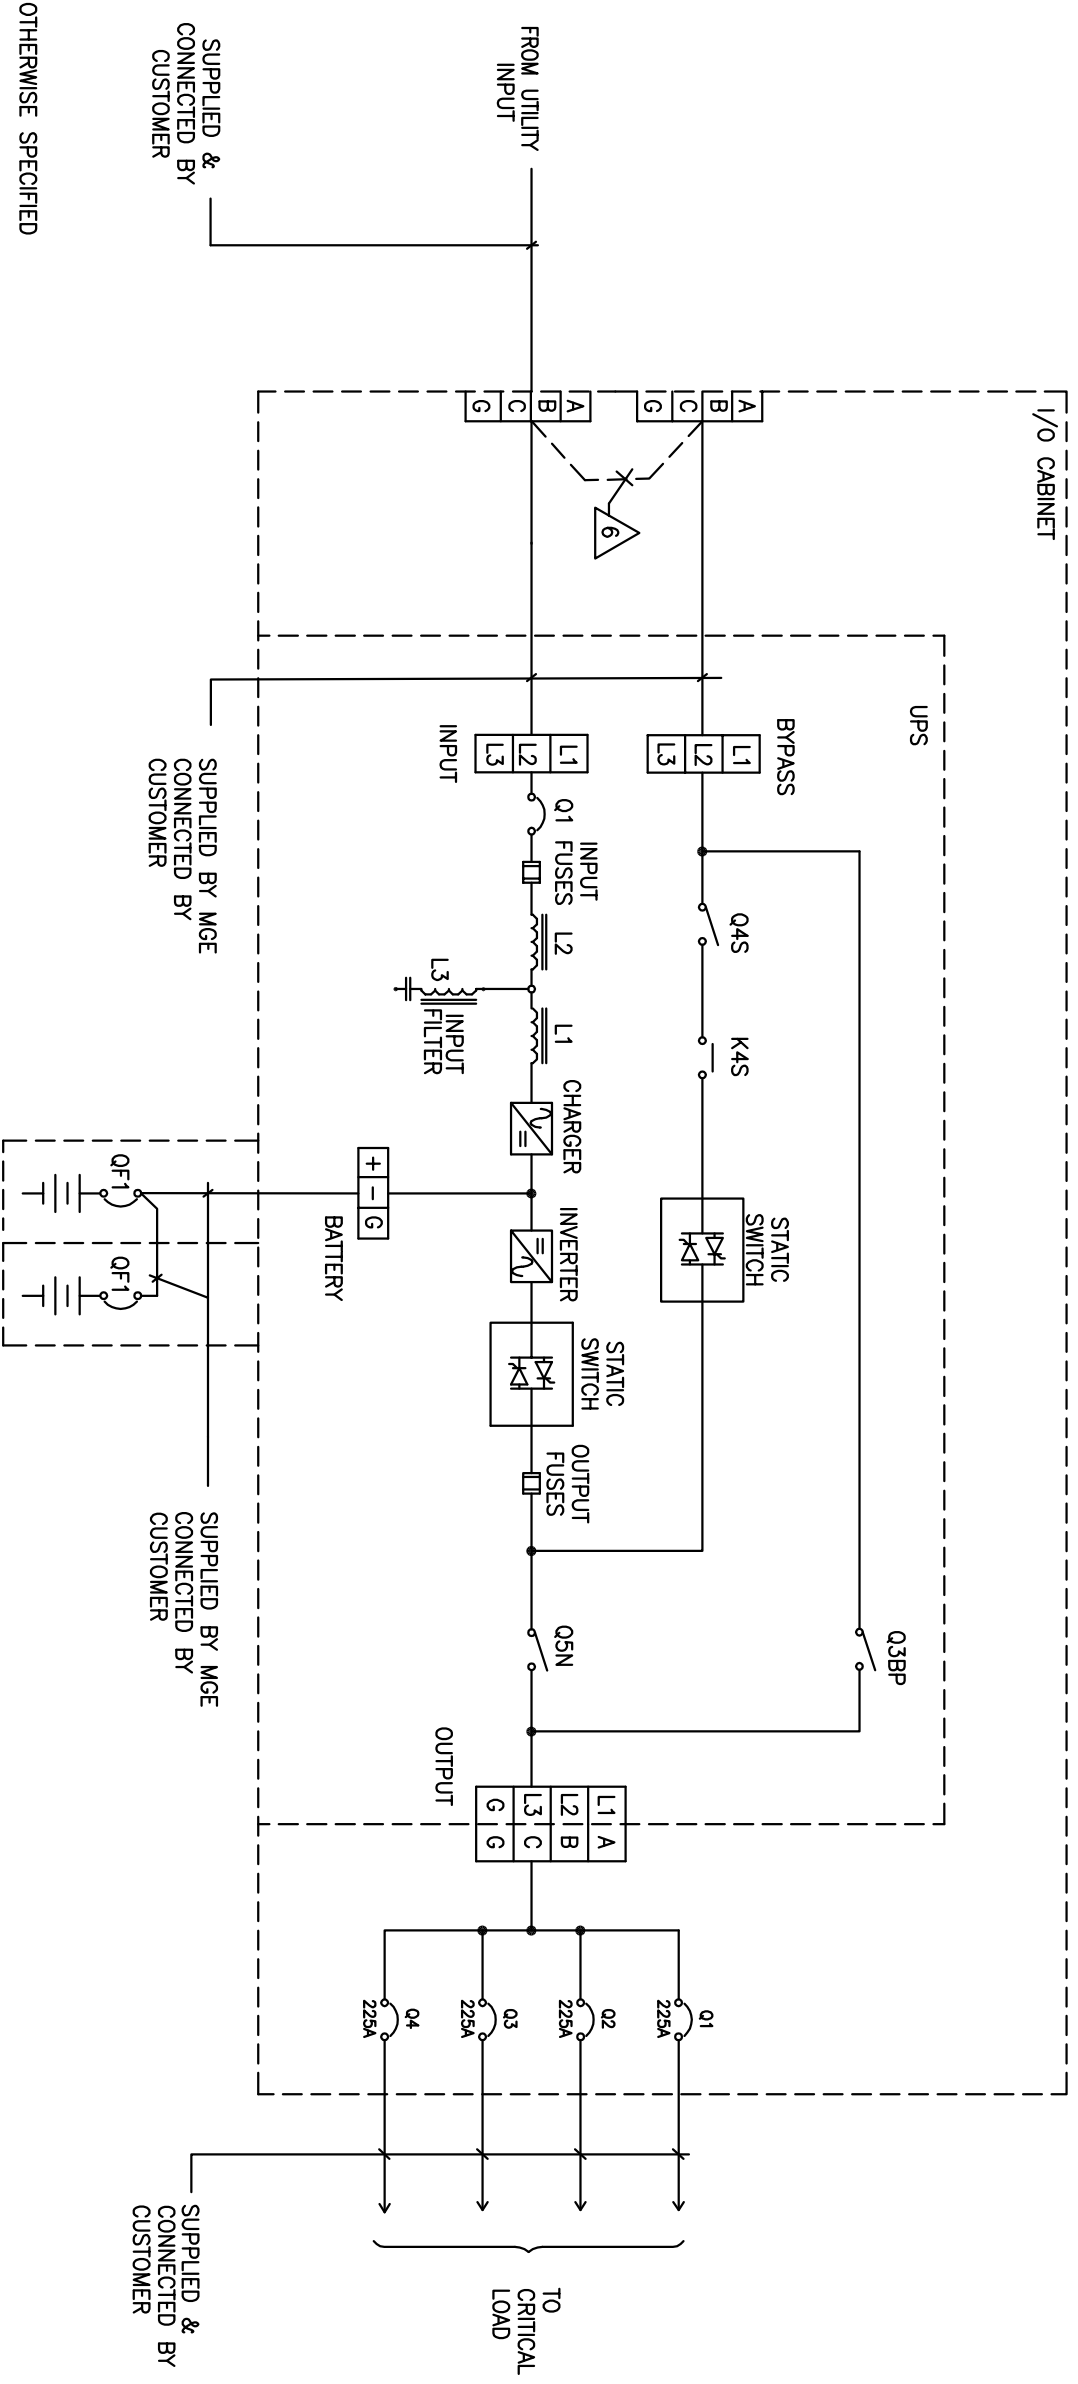 I/O CABINET
UPS
FROM UTILITY
INPUT
SUPPLIED &
CONNECTED BY
CUSTOMER
A
B
C
G
A
B
C
G
6
BYPASS
L1
L2
L3
Q4S
K4S
STATIC
SWITCH
Q3BP
INPUT
L1
L2
L3
Q1
INPUT
FUSES
L2
L3
INPUT
FILTER
L1
CHARGER
INVERTER
STATIC
SWITCH
OUTPUT
FUSES
Q5N
+
-
G
BATTERY
QF1
QF1
SUPPLIED BY MGE
CONNECTED BY
CUSTOMER
SUPPLIED BY MGE
CONNECTED BY
CUSTOMER
OUTPUT
L1 A
L2 B
L3 C
G G
Q1
225A
Q2
225A
Q3
225A
Q4
225A
TO
CRITICAL
LOAD
SUPPLIED &
CONNECTED BY
CUSTOMER
OTHERWISE SPECIFIED